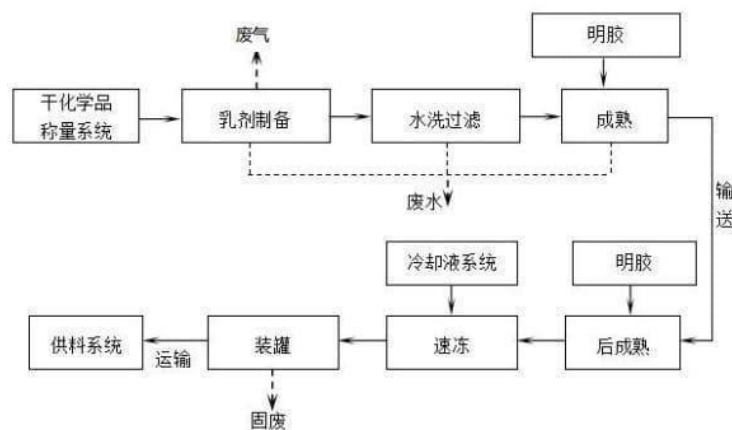 废气
明胶
干化学品
称量系统
乳剂制备
水洗过滤
成熟
废水
输
送
冷却液系统
明胶
供料系统
运输
装罐
速冻
后成熟
固废